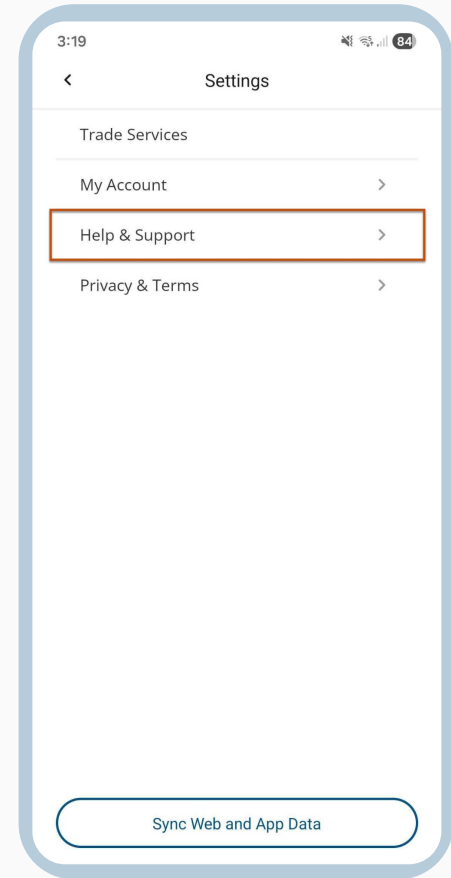 3:19
84
Settings
Trade Services
My Account
Help & Support
Privacy & Terms
Sync Web and App Data